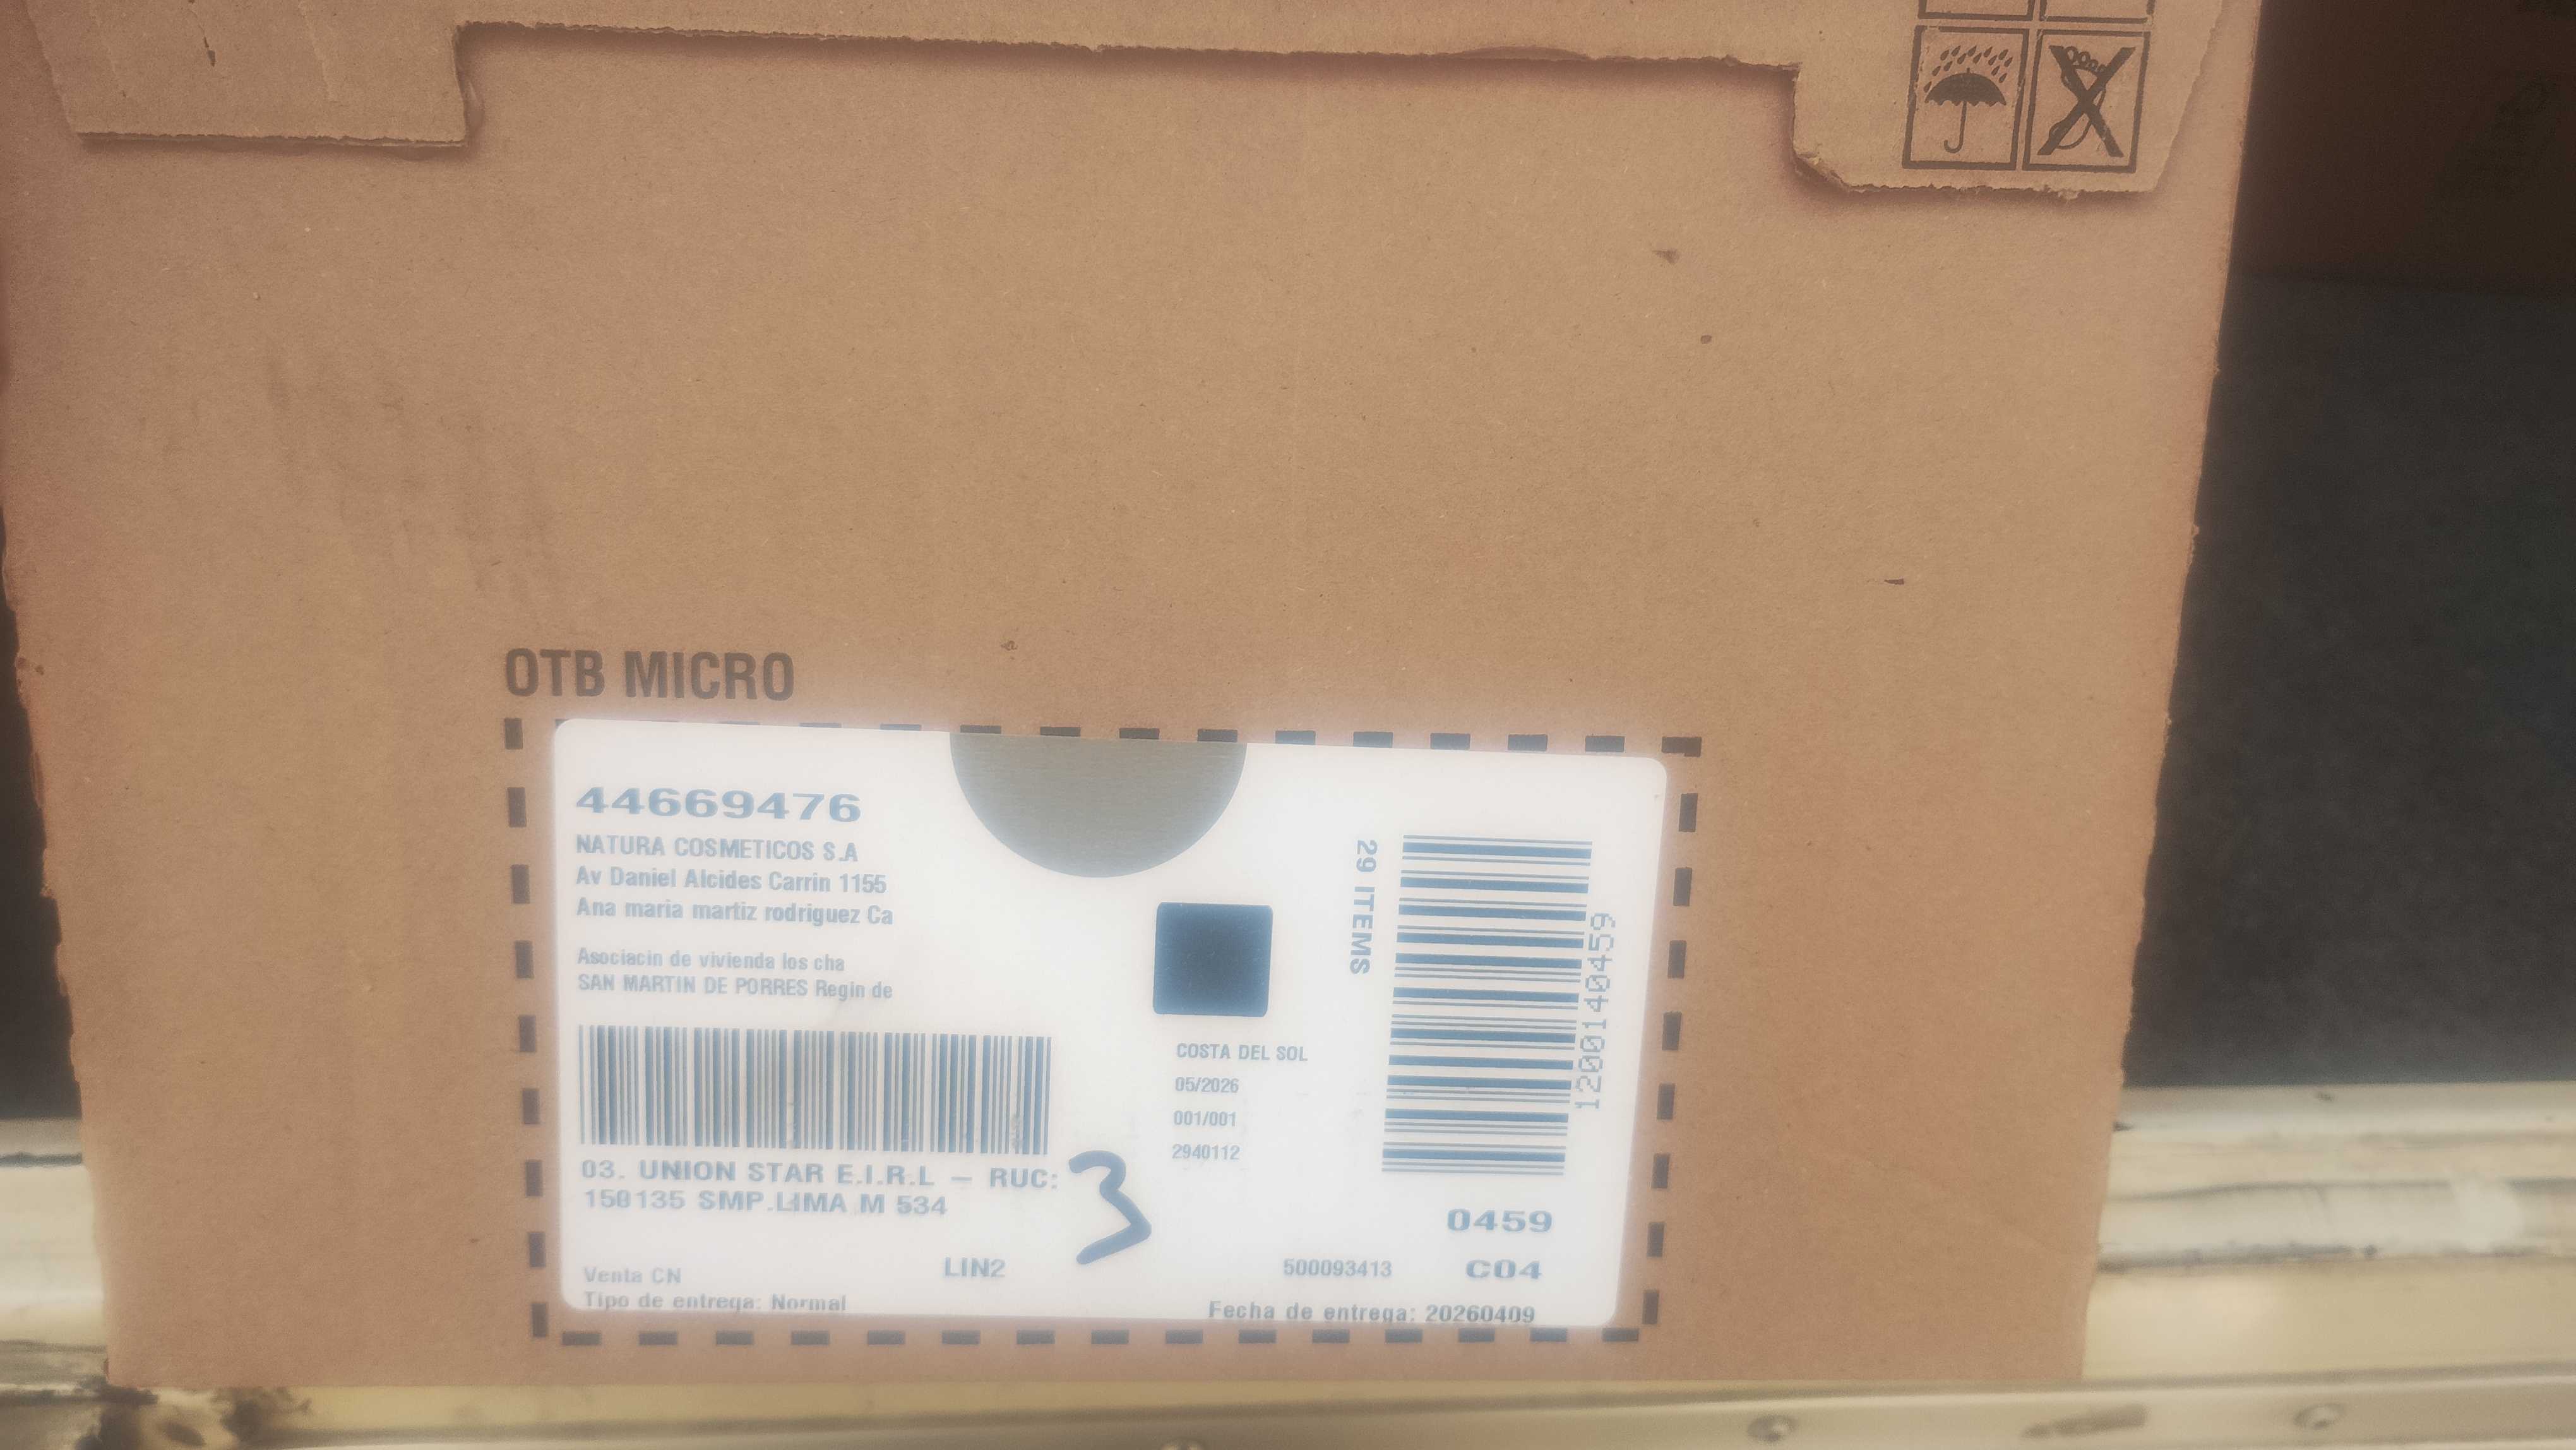 OTB MICRO
44669476
NATURA COSMETICOS S.A
Av Daniel Alcides Carrin 1155
Ana maria martiz rodriguez Ca
Asociacin de vivienda los cha
SAN MARTIN DE PORRES Regin de
03. UNION STAR E.I.R.L – RUC:
150135 SMP.LIMA M 534
3
Venta CN
LIN2
Tipo de entrega: Normal
COSTA DEL SOL
05/2026
001/001
2940112
29 ITEMS
1200140459
0459
500093413
C04
Fecha de entrega: 20260409